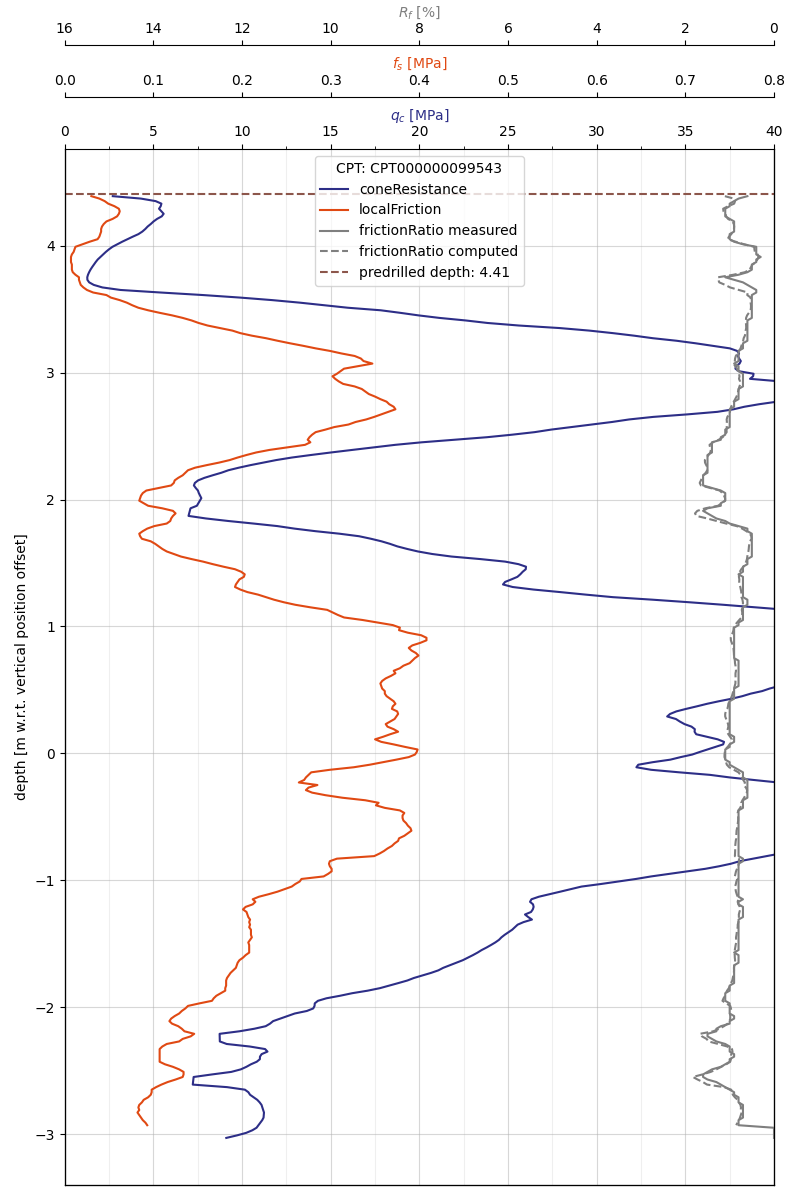 R_f [%]
16 14 12 10 8 6 4 2 0
f_s [MPa]
0.0 0.1 0.2 0.3 0.4 0.5 0.6 0.7 0.8
q_c [MPa]
0 5 10 15 20 25 30 35 40
CPT: CPT000000099543
coneResistance
localFriction
frictionRatio measured
frictionRatio computed
predrilled depth: 4.41
depth [m w.r.t. vertical position offset]
4
3
2
1
0
−1
−2
−3